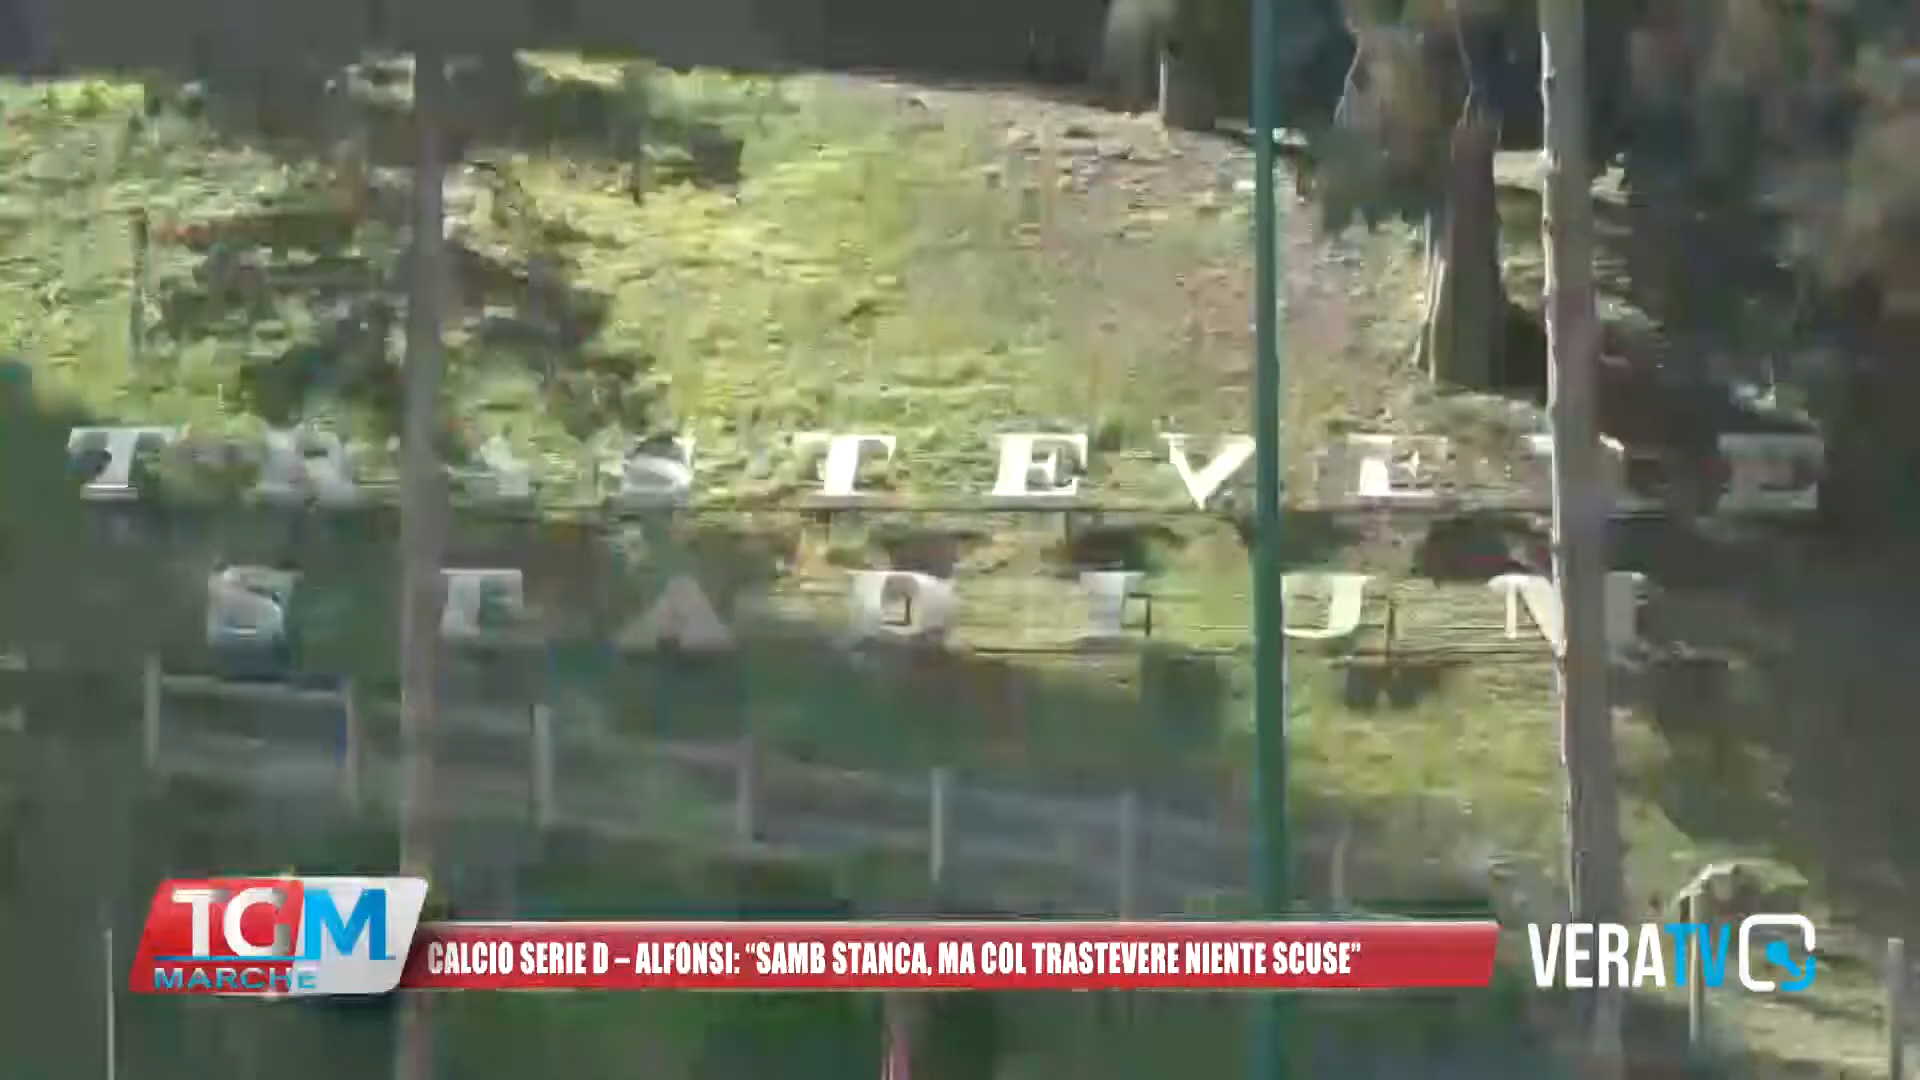 TRASTEVERE
STADIUM
TGM
MARCHE
CALCIO SERIE D – ALFONSI: “SAMB STANCA, MA COL TRASTEVERE NIENTE SCUSE”
VERATV